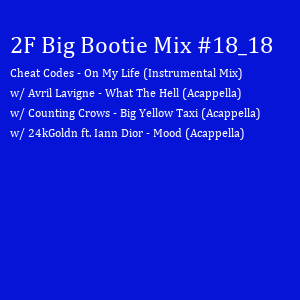 2F Big Bootie Mix #18_18
Cheat Codes - On My Life (Instrumental Mix)
w/ Avril Lavigne - What The Hell (Acappella)
w/ Counting Crows - Big Yellow Taxi (Acappella)
w/ 24kGoldn ft. Iann Dior - Mood (Acappella)